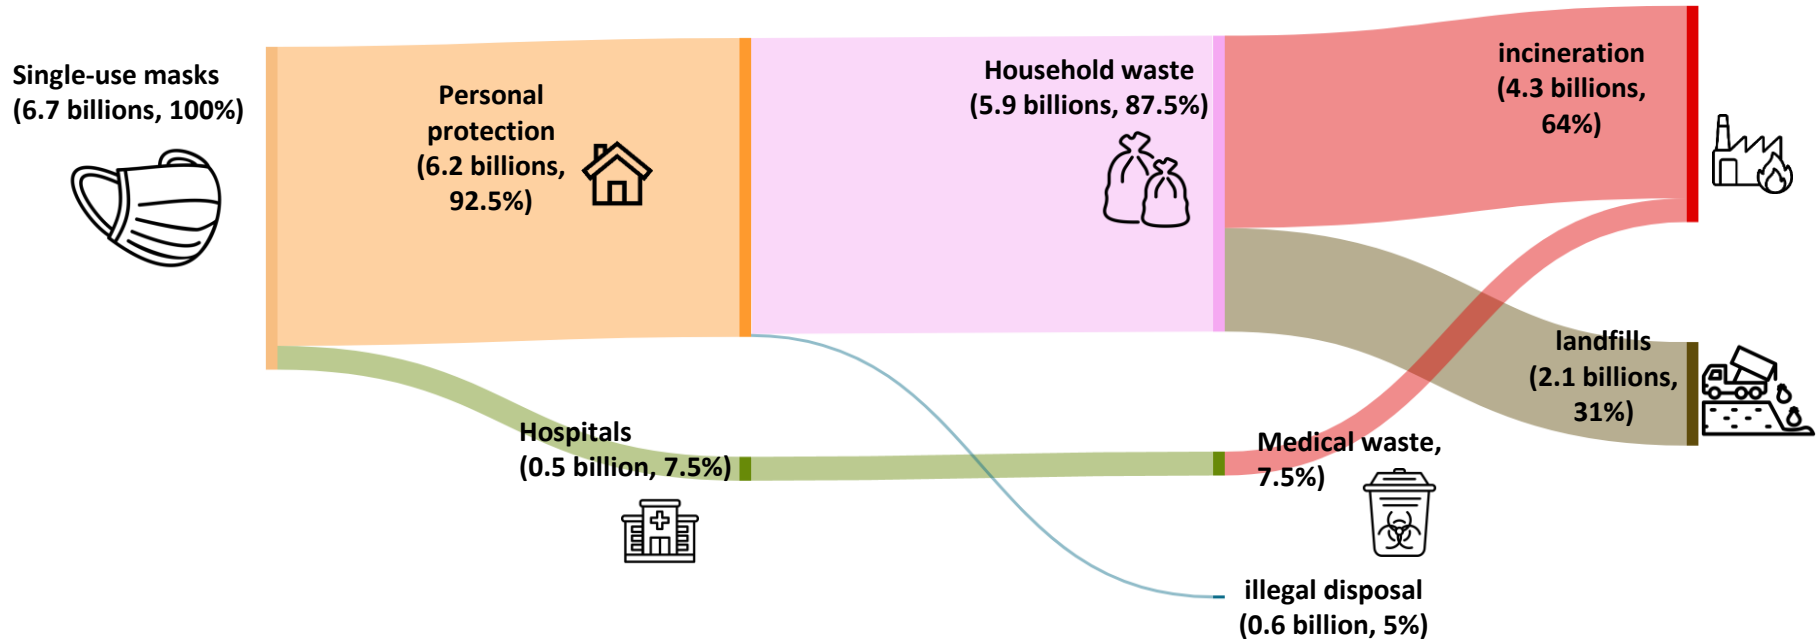 Single-use masks
(6.7 billions, 100%)
Personal
protection
(6.2 billions,
92.5%)
Household waste
(5.9 billions, 87.5%)
incineration
(4.3 billions,
64%)
landfills
(2.1 billions,
31%)
Hospitals
(0.5 billion, 7.5%)
Medical waste,
7.5%)
illegal disposal
(0.6 billion, 5%)